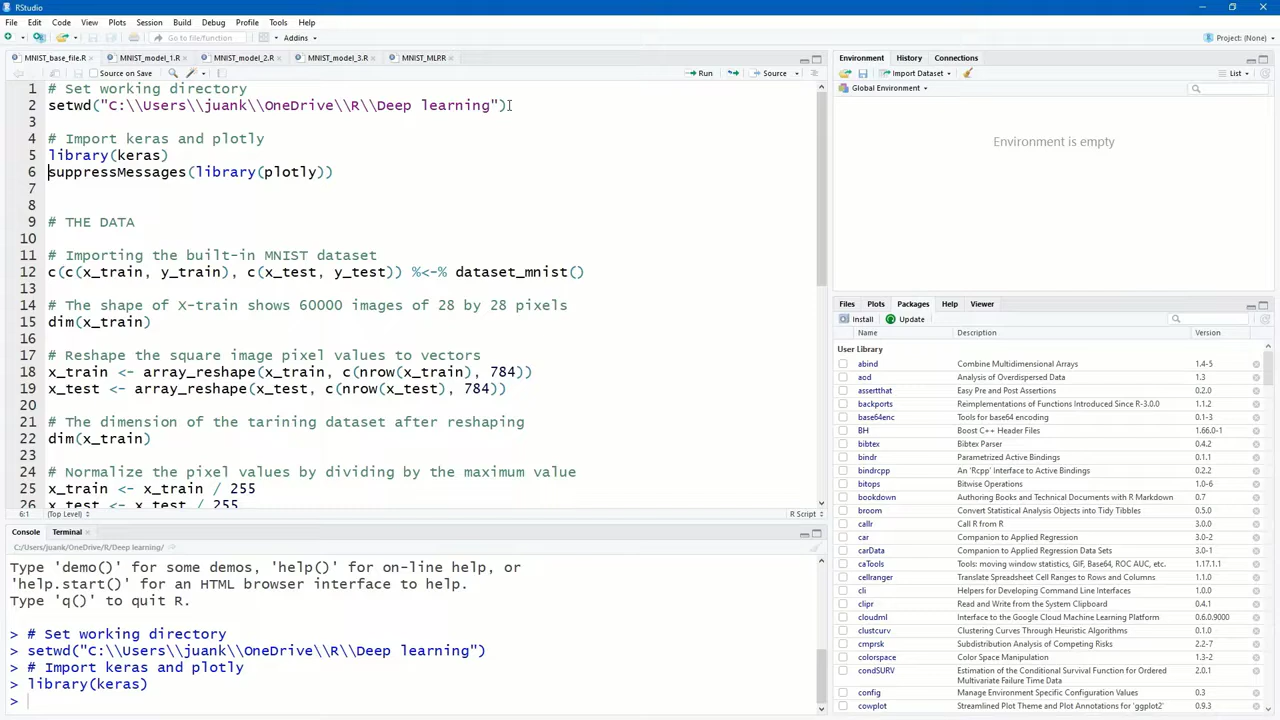 RStudio
File Edit Code View Plots Session Build Debug Profile Tools Help
Go to file/function Addins Project: (None)
MNIST_base_file.R MNIST_model_1.R MNIST_model_2.R MNIST_model_3.R MNIST_MLRR
Source on Save Run Source
1 # Set working directory
2 setwd("C:\\Users\\juank\\OneDrive\\R\\Deep learning")
3
4 # Import keras and plotly
5 library(keras)
6 suppressMessages(library(plotly))
7
8
9 # THE DATA
10
11 # Importing the built-in MNIST dataset
12 c(c(x_train, y_train), c(x_test, y_test)) %<-% dataset_mnist()
13
14 # The shape of X-train shows 60000 images of 28 by 28 pixels
15 dim(x_train)
16
17 # Reshape the square image pixel values to vectors
18 x_train <- array_reshape(x_train, c(nrow(x_train), 784))
19 x_test <- array_reshape(x_test, c(nrow(x_test), 784))
20
21 # The dimension of the tarining dataset after reshaping
22 dim(x_train)
23
24 # Normalize the pixel values by dividing by the maximum value
25 x_train <- x_train / 255
26 x_test <- x_test / 255
6:1 (Top Level) R Script
Console Terminal
C:/Users/juank/OneDrive/R/Deep learning/
Type 'demo()' for some demos, 'help()' for on-line help, or
'help.start()' for an HTML browser interface to help.
Type 'q()' to quit R.
> # Set working directory
> setwd("C:\\Users\\juank\\OneDrive\\R\\Deep learning")
> # Import keras and plotly
> library(keras)
>
Environment History Connections
Import Dataset List
Global Environment
Environment is empty
Files Plots Packages Help Viewer
Install Update
Name Description Version
User Library
abind Combine Multidimensional Arrays 1.4-5
aod Analysis of Overdispersed Data 1.3
assertthat Easy Pre and Post Assertions 0.2.0
backports Reimplementations of Functions Introduced Since R-3.0.0 1.1.2
base64enc Tools for base64 encoding 0.1-3
BH Boost C++ Header Files 1.66.0-1
bibtex Bibtex Parser 0.4.2
bindr Parametrized Active Bindings 0.1.1
bindrcpp An 'Rcpp' Interface to Active Bindings 0.2.2
bitops Bitwise Operations 1.0-6
bookdown Authoring Books and Technical Documents with R Markdown 0.7
broom Convert Statistical Analysis Objects into Tidy Tibbles 0.5.0
callr Call R from R 3.0.0
car Companion to Applied Regression 3.0-2
carData Companion to Applied Regression Data Sets 3.0-1
caTools Tools: moving window statistics, GIF, Base64, ROC AUC, etc. 1.17.1.1
cellranger Translate Spreadsheet Cell Ranges to Rows and Columns 1.1.0
cli Helpers for Developing Command Line Interfaces 1.0.0
clipr Read and Write from the System Clipboard 0.4.1
cloudml Interface to the Google Cloud Machine Learning Platform 0.6.0.9000
clustcurv Clustering Curves Through Heuristic Algorithms 0.1.0
cmprsk Subdistribution Analysis of Competing Risks 2.2-7
colorspace Color Space Manipulation 1.3-2
condSURV Estimation of the Conditional Survival Function for Ordered 2.0.1
Multivariate Failure Time Data
config Manage Environment Specific Configuration Values 0.3
cowplot Streamlined Plot Theme and Plot Annotations for 'ggplot2' 0.9.3